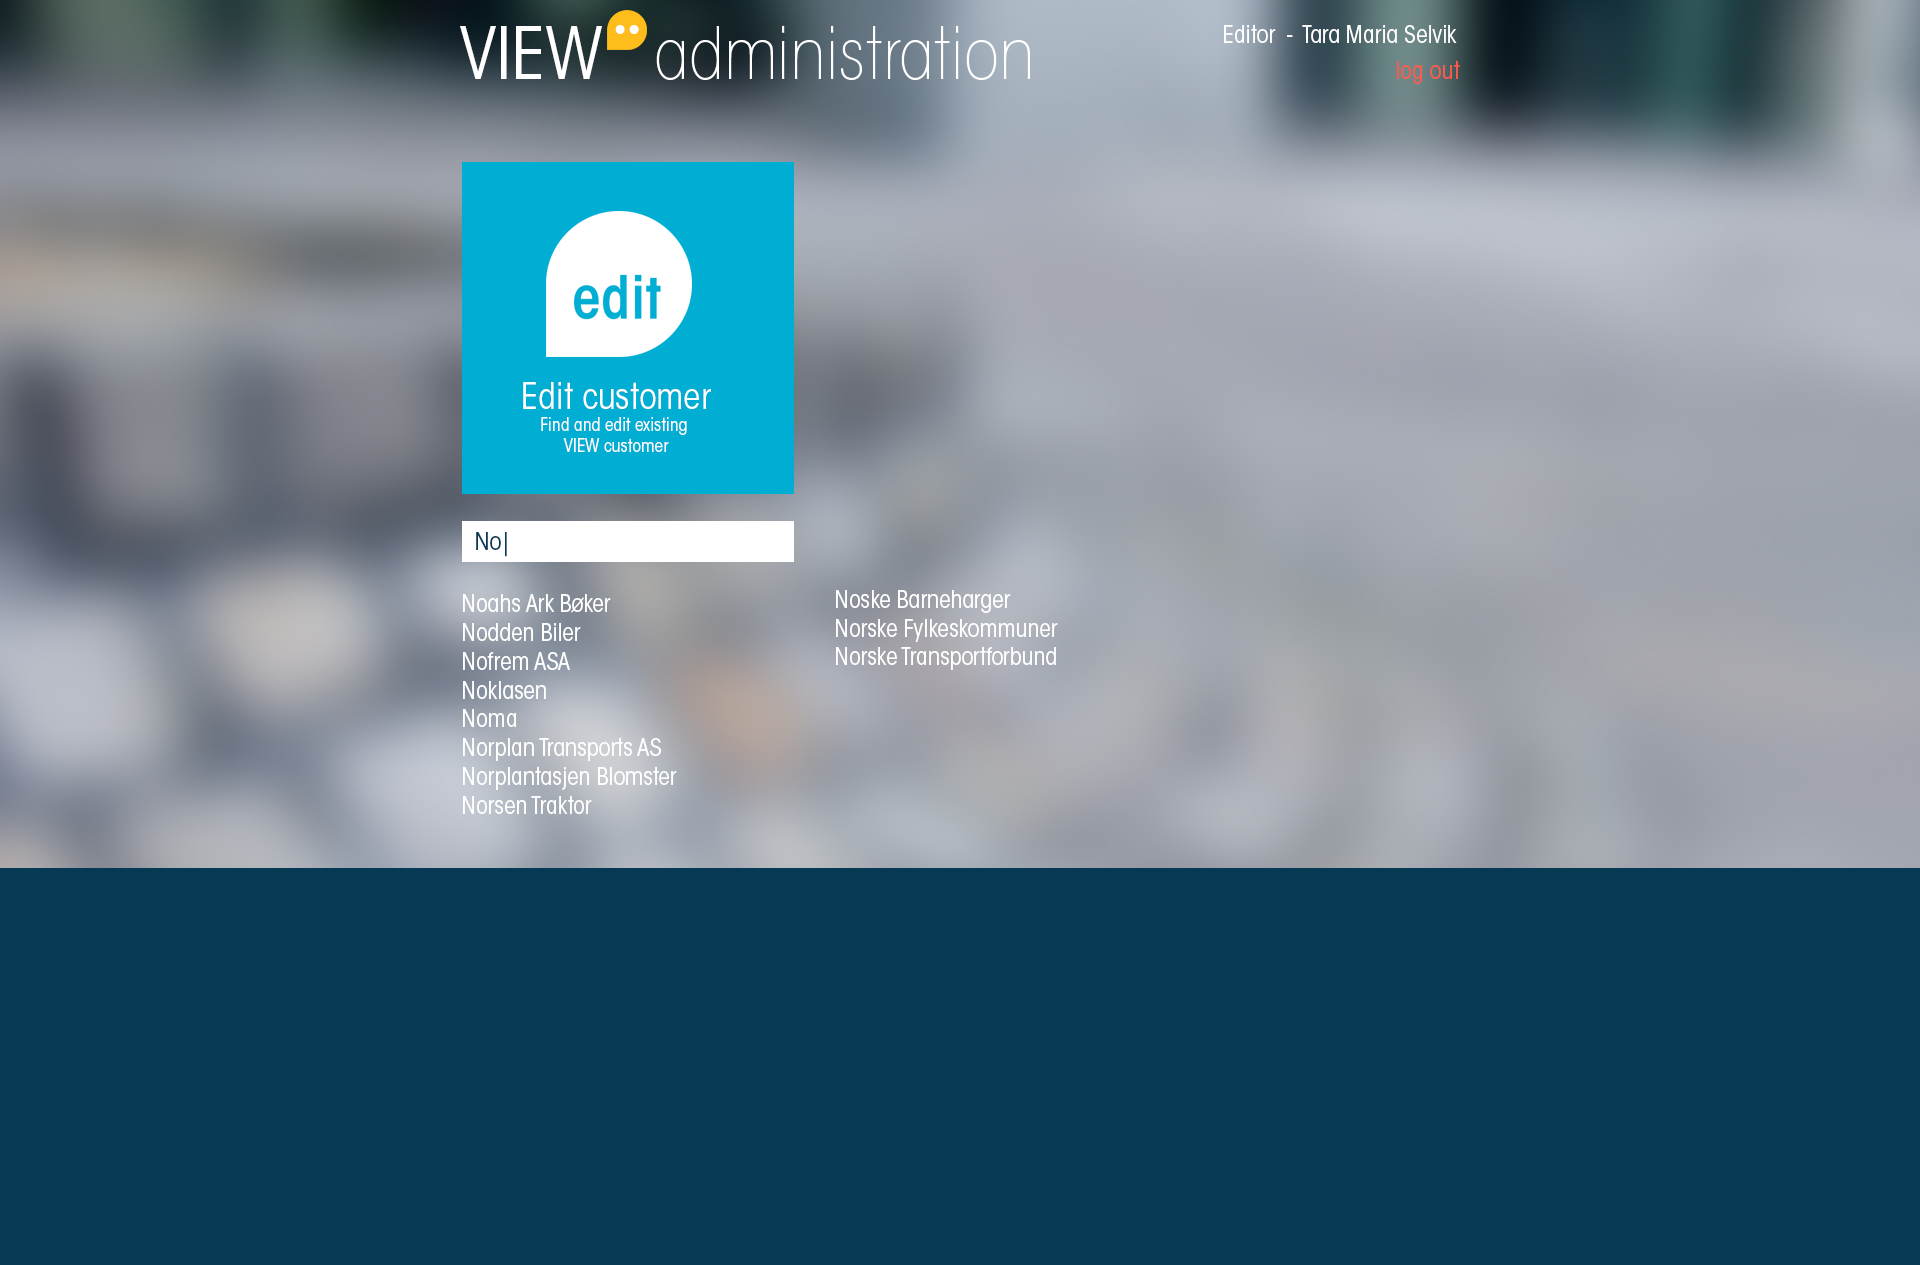 VIEW administration
Editor - Tara Maria Selvik
log out
edit
Edit customer
Find and edit existing
VIEW customer
No|
Noahs Ark Bøker
Nodden Biler
Nofrem ASA
Noklasen
Noma
Norplan Transports AS
Norplantasjen Blomster
Norsen Traktor
Noske Barneharger
Norske Fylkeskommuner
Norske Transportforbund